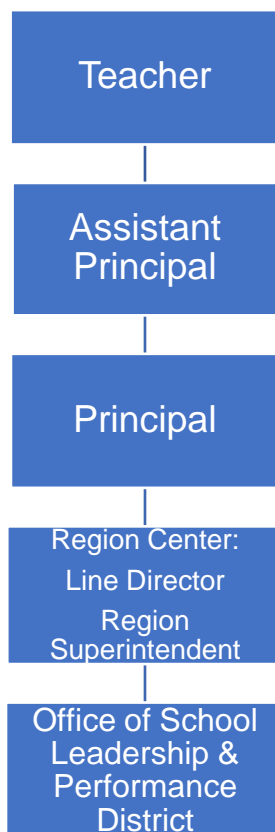 Teacher
Assistant
Principal
Principal
Region Center:
Line Director
Region
Superintendent
Office of School
Leadership &
Performance
District